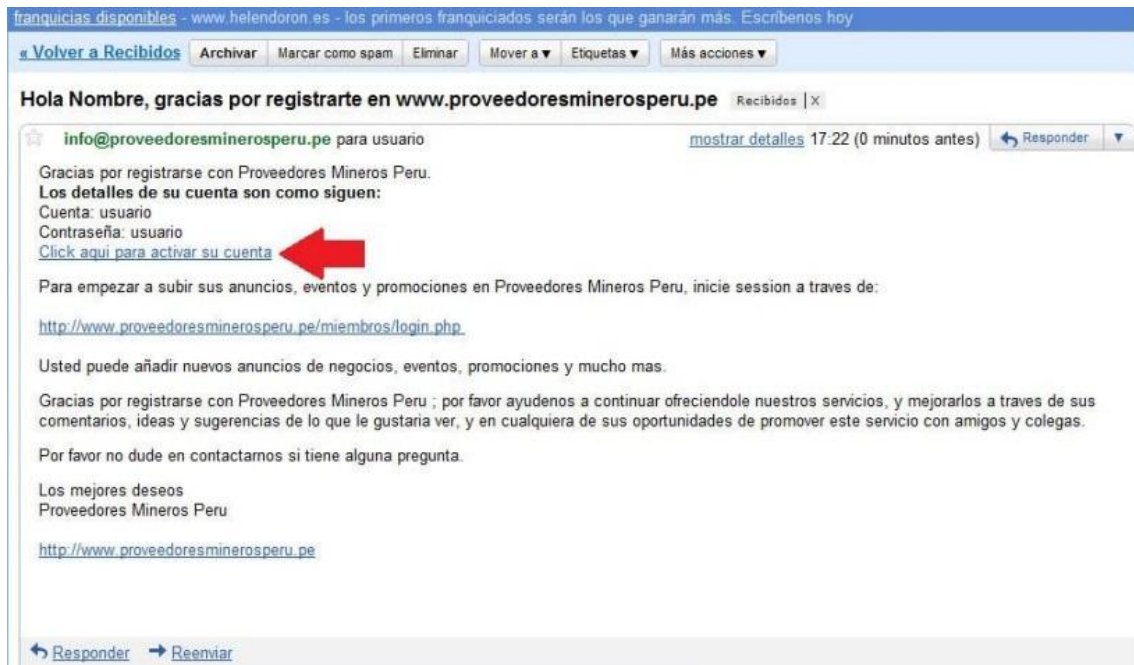 franquicias disponibles - www.helendoron.es - los primeros franquiciados serán los que ganarán más. Escríbenos hoy
« Volver a Recibidos Archivar Marcar como spam Eliminar Mover a ▼ Etiquetas ▼ Más acciones ▼
Hola Nombre, gracias por registrarte en www.proveedoresminerosperu.pe Recibidos | X
info@proveedoresminerosperu.pe para usuario mostrar detalles 17:22 (0 minutos antes) Responder ▼
Gracias por registrarse con Proveedores Mineros Peru.
Los detalles de su cuenta son como siguen:
Cuenta: usuario
Contraseña: usuario
Click aqui para activar su cuenta
Para empezar a subir sus anuncios, eventos y promociones en Proveedores Mineros Peru, inicie session a traves de:
http://www.proveedoresminerosperu.pe/miembros/login.php
Usted puede añadir nuevos anuncios de negocios, eventos, promociones y mucho mas.
Gracias por registrarse con Proveedores Mineros Peru ; por favor ayudenos a continuar ofreciendole nuestros servicios, y mejorarlos a traves de sus
comentarios, ideas y sugerencias de lo que le gustaria ver, y en cualquiera de sus oportunidades de promover este servicio con amigos y colegas.
Por favor no dude en contactarnos si tiene alguna pregunta.
Los mejores deseos
Proveedores Mineros Peru
http://www.proveedoresminerosperu.pe
Responder Reenviar